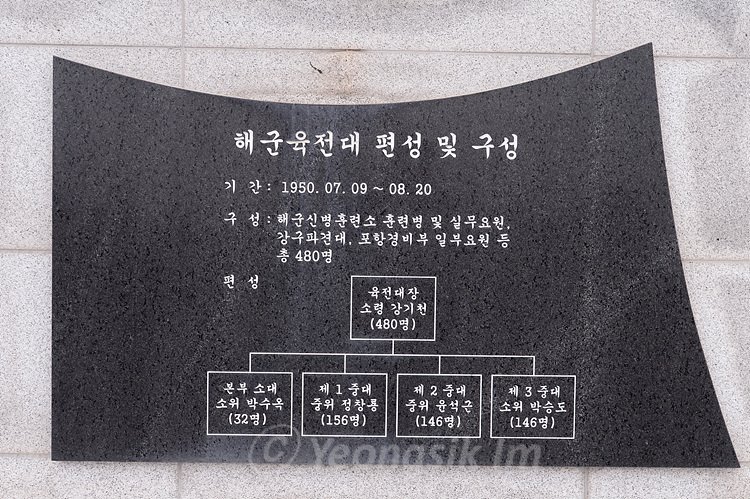 해군육전대 편성 및 구성
기 간 : 1950. 07. 09 ~ 08. 20
구 성 : 해군신병훈련소 훈련병 및 실무요원,
강구파견대, 포항경비부 일부요원 등
총 480명
편 성
육전대장
소령 강기천
(480명)
본부 소대
소위 박수옥
(32명)
제 1 중대
중위 정창룡
(156명)
제 2 중대
중위 윤석근
(146명)
제 3 중대
소위 박승도
(146명)
© Yeongsik Im